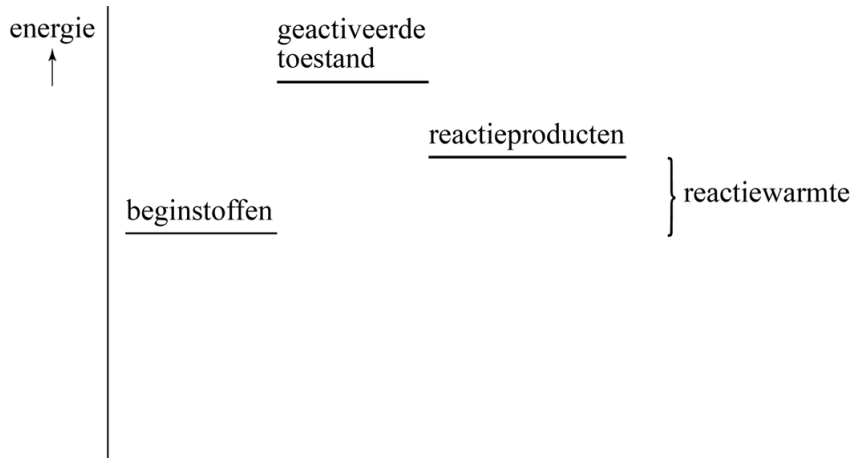 energie
geactiveerde
toestand
reactieproducten
reactiewarmte
beginstoffen